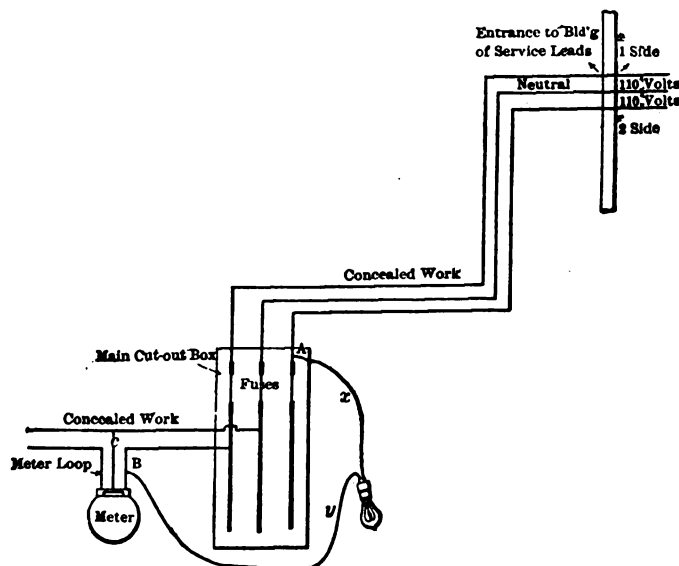 Entrance to Bld'g
of Service Leads
1 Side
Neutral
110 Volts
110 Volts
2 Side
Concealed Work
Main Cut-out Box
A
Fuses
x
Concealed Work
C
Meter Loop
B
Meter
y